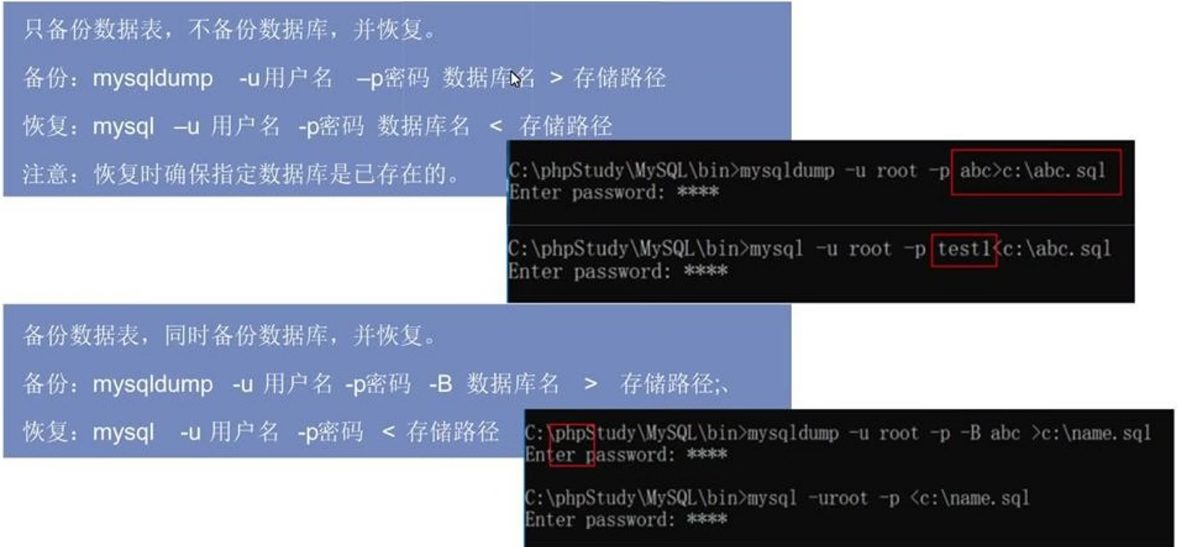 只备份数据表，不备份数据库，并恢复。
备份：mysqldump -u用户名 –p密码 数据库名 > 存储路径
恢复：mysql –u 用户名 -p密码 数据库名 < 存储路径
注意：恢复时确保指定数据库是已存在的。
C:\phpStudy\MySQL\bin>mysqldump -u root -p abc>c:\abc.sql
Enter password: ****
C:\phpStudy\MySQL\bin>mysql -u root -p test1<c:\abc.sql
Enter password: ****
备份数据表，同时备份数据库，并恢复。
备份：mysqldump -u 用户名 -p密码 -B 数据库名 > 存储路径;、
恢复：mysql -u 用户名 -p密码 < 存储路径
C:\phpStudy\MySQL\bin>mysqldump -u root -p -B abc >c:\name.sql
Enter password: ****
C:\phpStudy\MySQL\bin>mysql -uroot -p <c:\name.sql
Enter password: ****